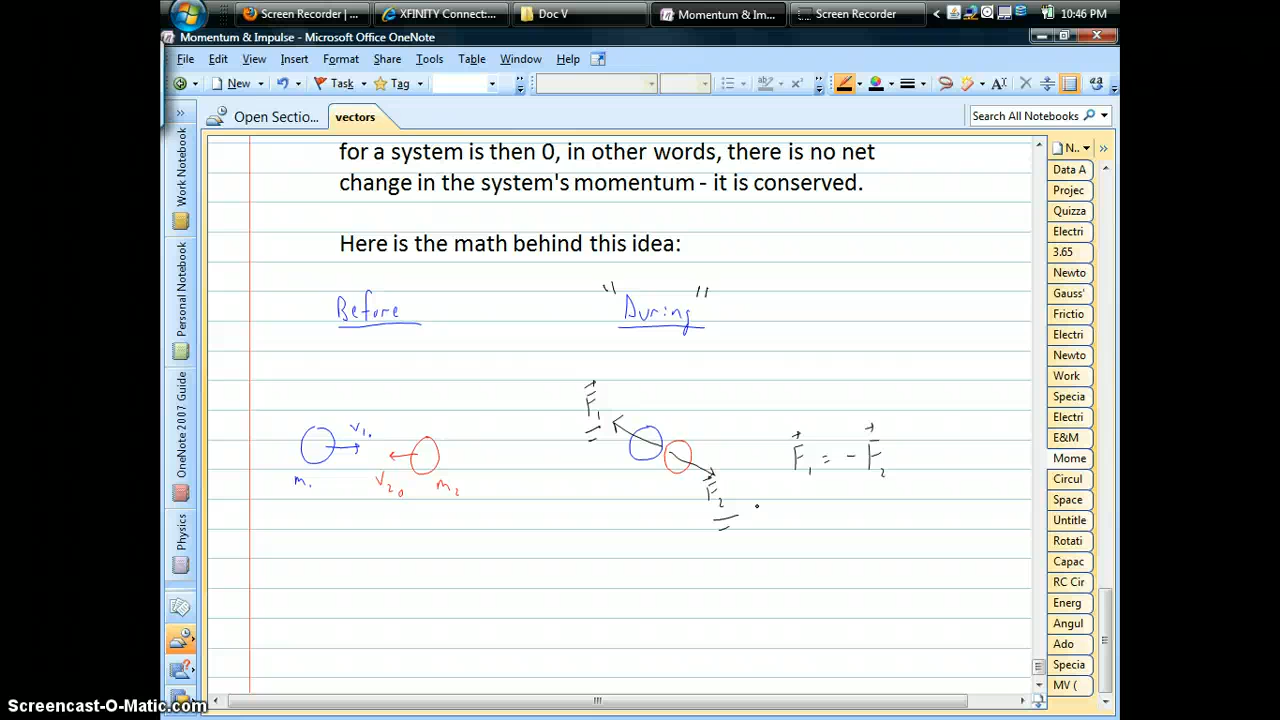 Screen Recorder | ...
XFINITY Connect:...
Doc V
Momentum & Im...
Screen Recorder
10:46 PM
Momentum & Impulse - Microsoft Office OneNote
File Edit View Insert Format Share Tools Table Window Help
New Task Tag
Open Sectio... vectors
Search All Notebooks
Work Notebook
Personal Notebook
OneNote 2007 Guide
Physics
for a system is then 0, in other words, there is no net
change in the system's momentum - it is conserved.
Here is the math behind this idea:
Before
"During"
F₁
v₁₀
v₂₀
m₁
m₂
F₂
F₁ = - F₂
N...
Data A
Projec
Quizza
Electri
3.65
Newto
Gauss'
Frictio
Electri
Newto
Work
Specia
Electri
E&M
Mome
Circul
Space
Untitle
Rotati
Capac
RC Cir
Energ
Angul
Ado
Specia
MV (
Screencast-O-Matic.com